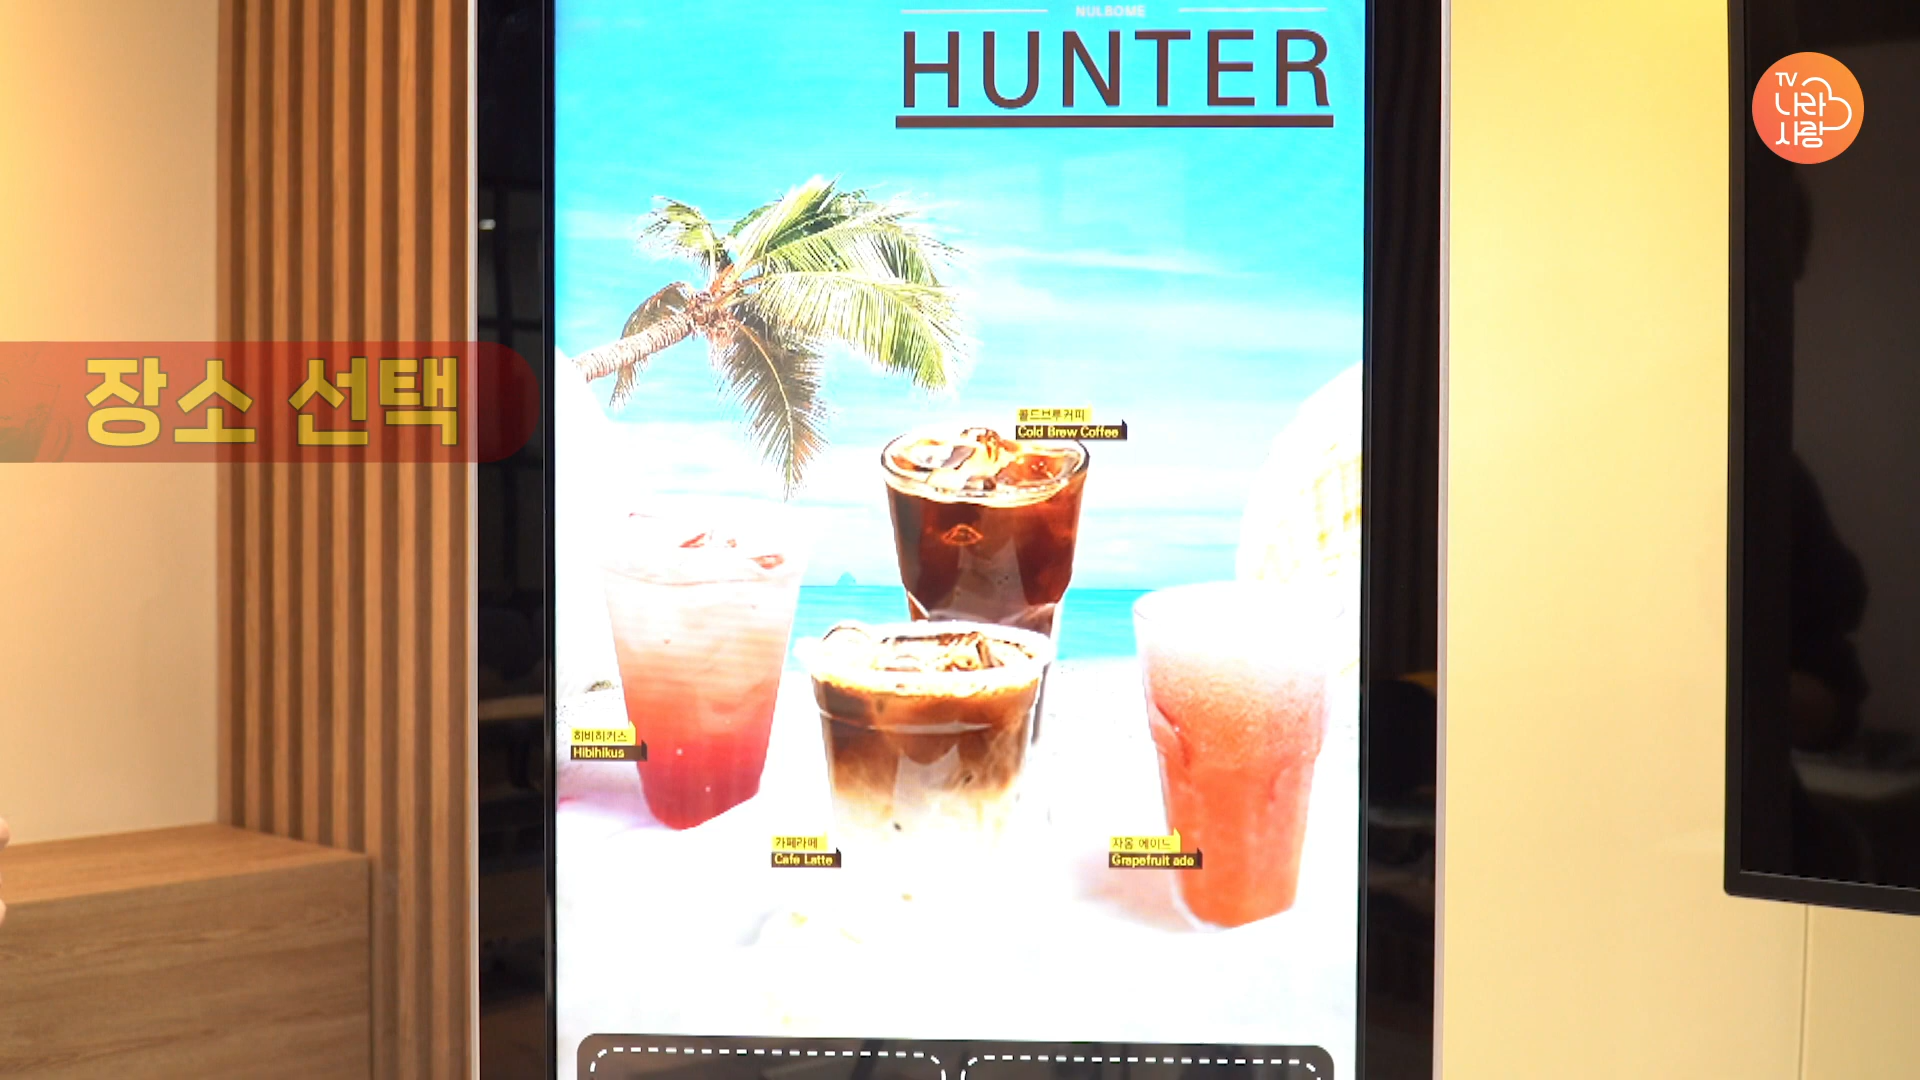 NULBOME
HUNTER
TV
나라
사랑
장소 선택
콜드브루커피
Cold Brew Coffee
히비히커스
Hibihikus
카페라떼
Cafe Latte
자몽 에이드
Grapefruit ade